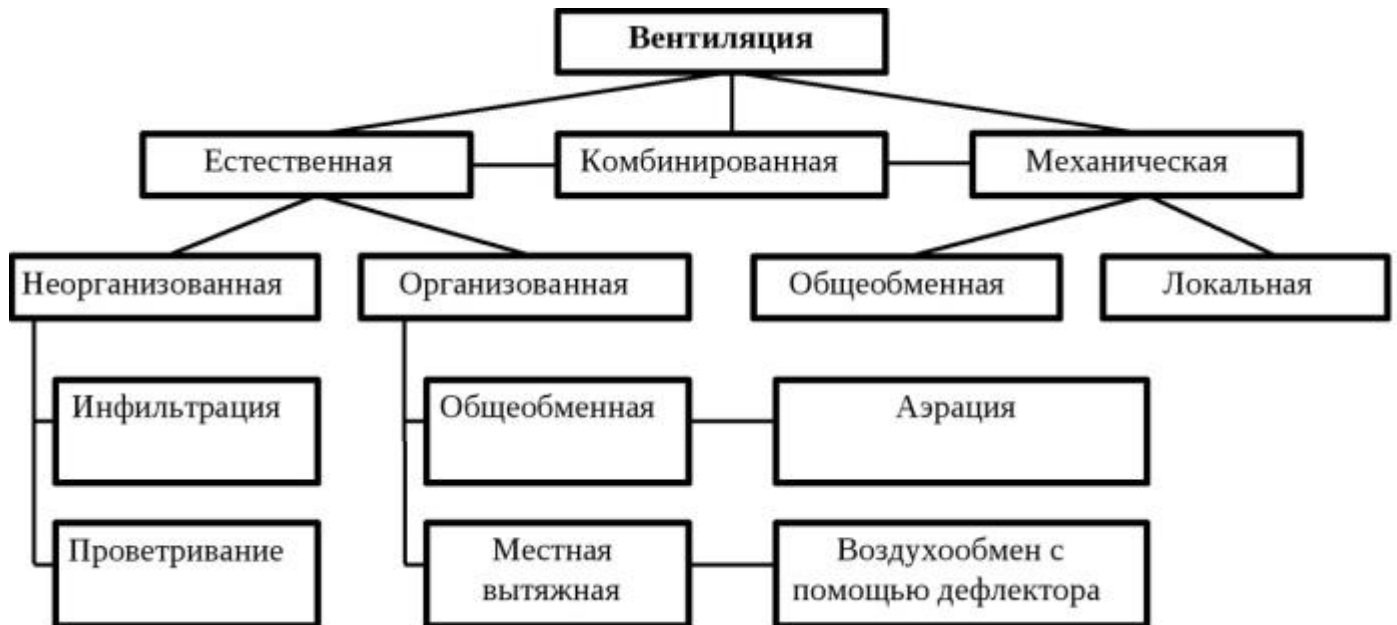 Вентиляция
Естественная
Комбинированная
Механическая
Неорганизованная
Организованная
Общеобменная
Локальная
Инфильтрация
Общеобменная
Аэрация
Проветривание
Местная
вытяжная
Воздухообмен с
помощью дефлектора